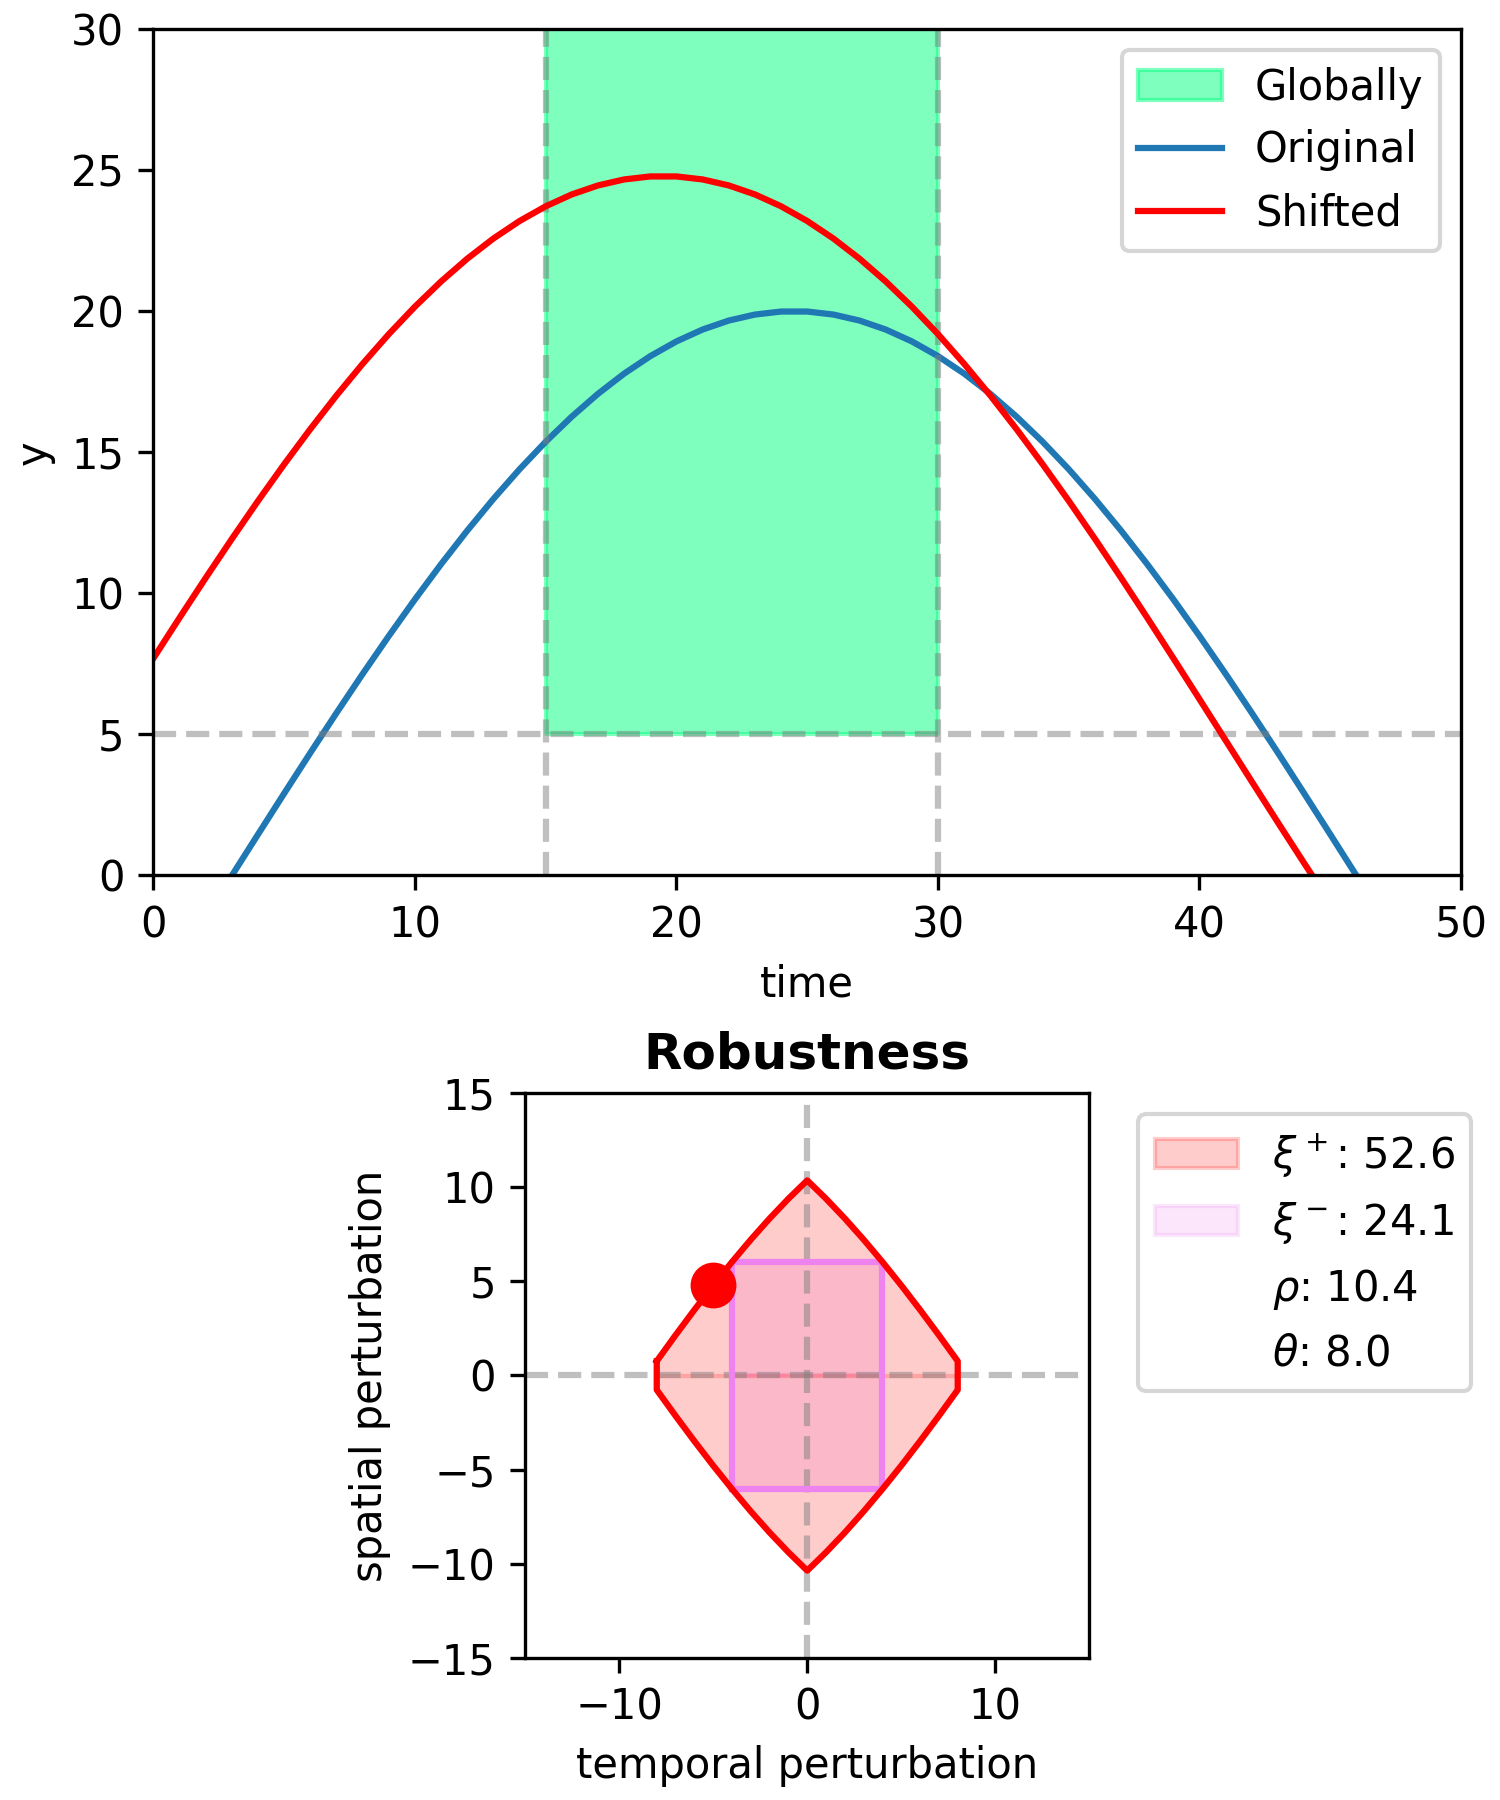 30
25
20
15
10
5
0
y
0 10 20 30 40 50
time
Globally
Original
Shifted
Robustness
15
10
5
0
−5
−10
−15
spatial perturbation
−10 0 10
temporal perturbation
ξ⁺: 52.6
ξ⁻: 24.1
ρ: 10.4
θ: 8.0